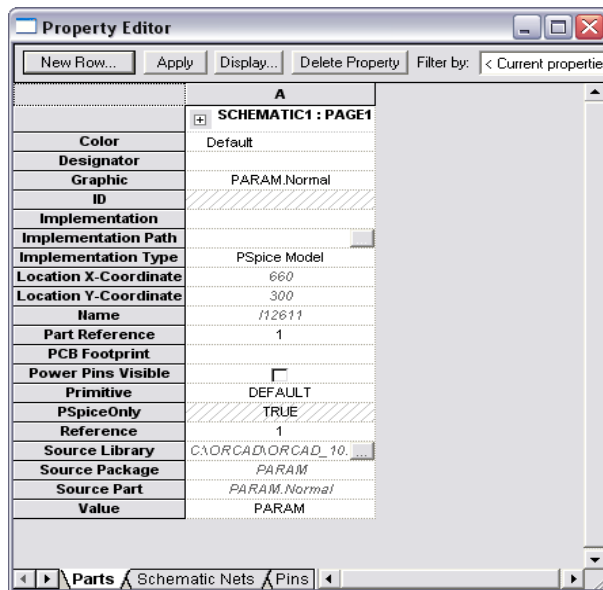 Property Editor
New Row... Apply Display... Delete Property Filter by: < Current propertie
A
SCHEMATIC1 : PAGE1
Color Default
Designator
Graphic PARAM.Normal
ID
Implementation
Implementation Path
Implementation Type PSpice Model
Location X-Coordinate 660
Location Y-Coordinate 300
Name I12611
Part Reference 1
PCB Footprint
Power Pins Visible
Primitive DEFAULT
PSpiceOnly TRUE
Reference 1
Source Library C:\ORCAD\ORCAD_10. ...
Source Package PARAM
Source Part PARAM.Normal
Value PARAM
Parts Schematic Nets Pins